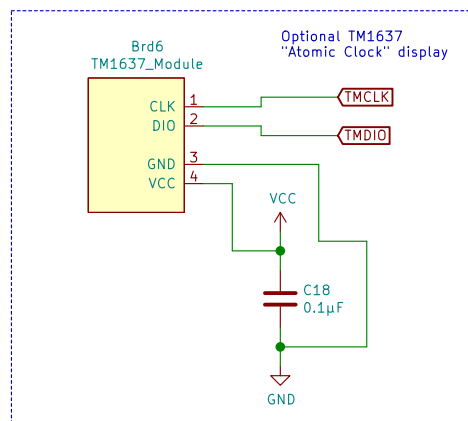 Optional TM1637
"Atomic Clock" display
Brd6
TM1637_Module
CLK 1
DIO 2
GND 3
VCC 4
TMCLK
TMDIO
VCC
C18
0.1µF
GND